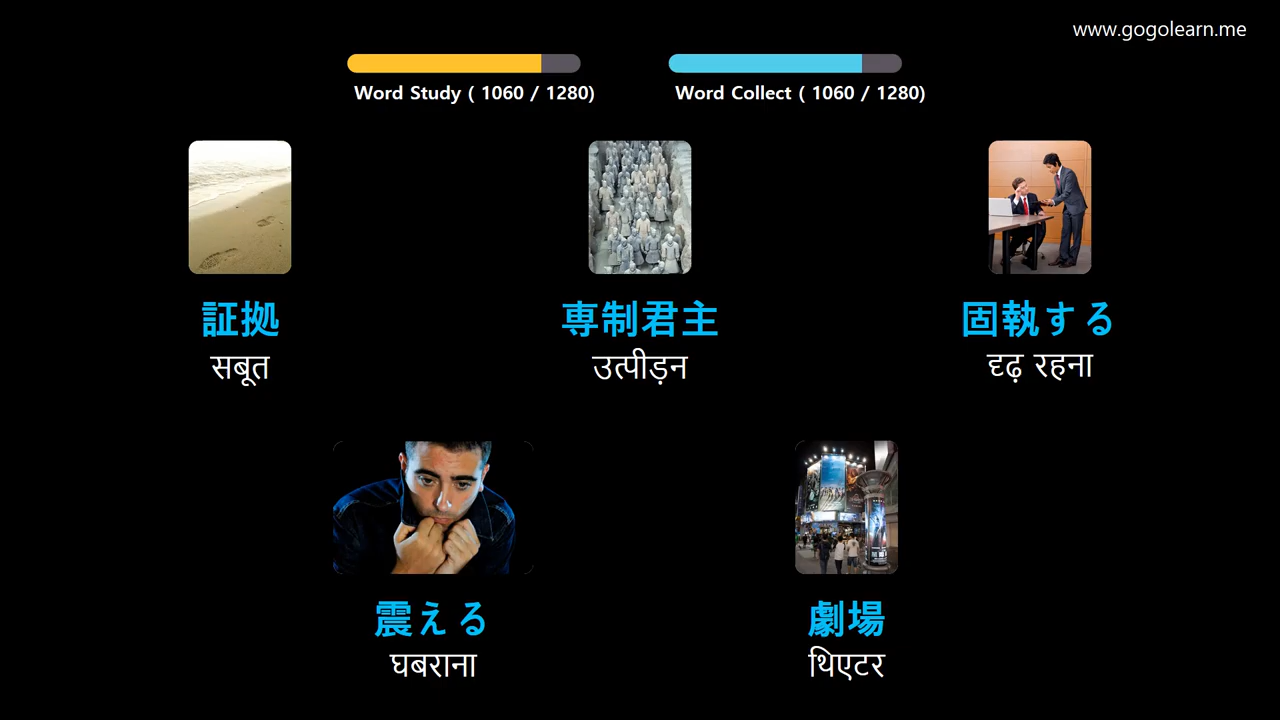 www.gogolearn.me
Word Study ( 1060 / 1280)
Word Collect ( 1060 / 1280)
証拠
सबूत
専制君主
उत्पीड़न
固執する
दृढ़ रहना
震える
घबराना
劇場
थिएटर